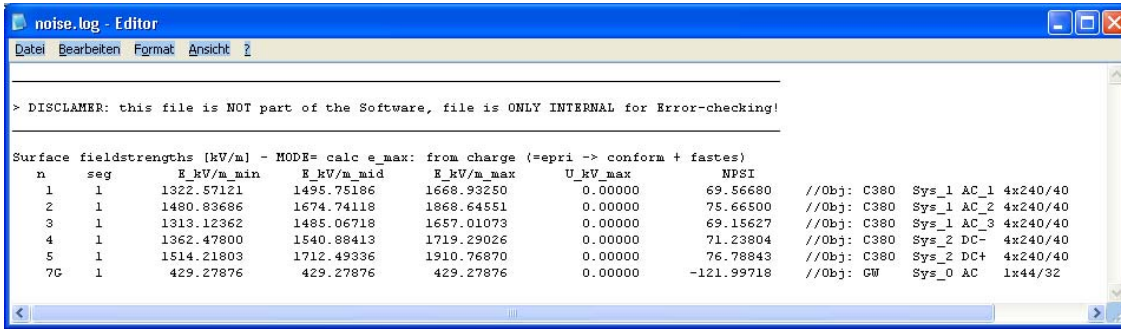 noise.log - Editor
Datei Bearbeiten Format Ansicht ?
> DISCLAMER: this file is NOT part of the Software, file is ONLY INTERNAL for Error-checking!
Surface fieldstrengths [kV/m] - MODE= calc e_max: from charge (=epri -> conform + fastes)
n seg E_kV/m_min E_kV/m_mid E_kV/m_max U_kV_max NPSI
1 1 1322.57121 1495.75186 1668.93250 0.00000 69.56680 //Obj: C380 Sys_1 AC_1 4x240/40
2 1 1480.83686 1674.74118 1868.64551 0.00000 75.66500 //Obj: C380 Sys_1 AC_2 4x240/40
3 1 1313.12362 1485.06718 1657.01073 0.00000 69.15627 //Obj: C380 Sys_1 AC_3 4x240/40
4 1 1362.47800 1540.88413 1719.29026 0.00000 71.23804 //Obj: C380 Sys_2 DC- 4x240/40
5 1 1514.21803 1712.49336 1910.76870 0.00000 76.78843 //Obj: C380 Sys_2 DC+ 4x240/40
7G 1 429.27876 429.27876 429.27876 0.00000 -121.99718 //Obj: GW Sys_0 AC 1x44/32